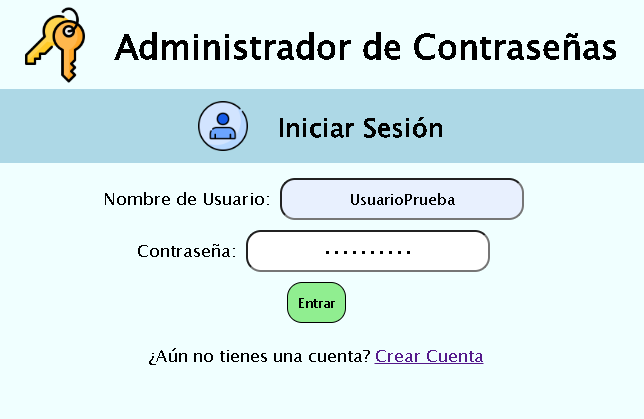 Administrador de Contraseñas
Iniciar Sesión
Nombre de Usuario: UsuarioPrueba
Contraseña: ··········
Entrar
¿Aún no tienes una cuenta? Crear Cuenta